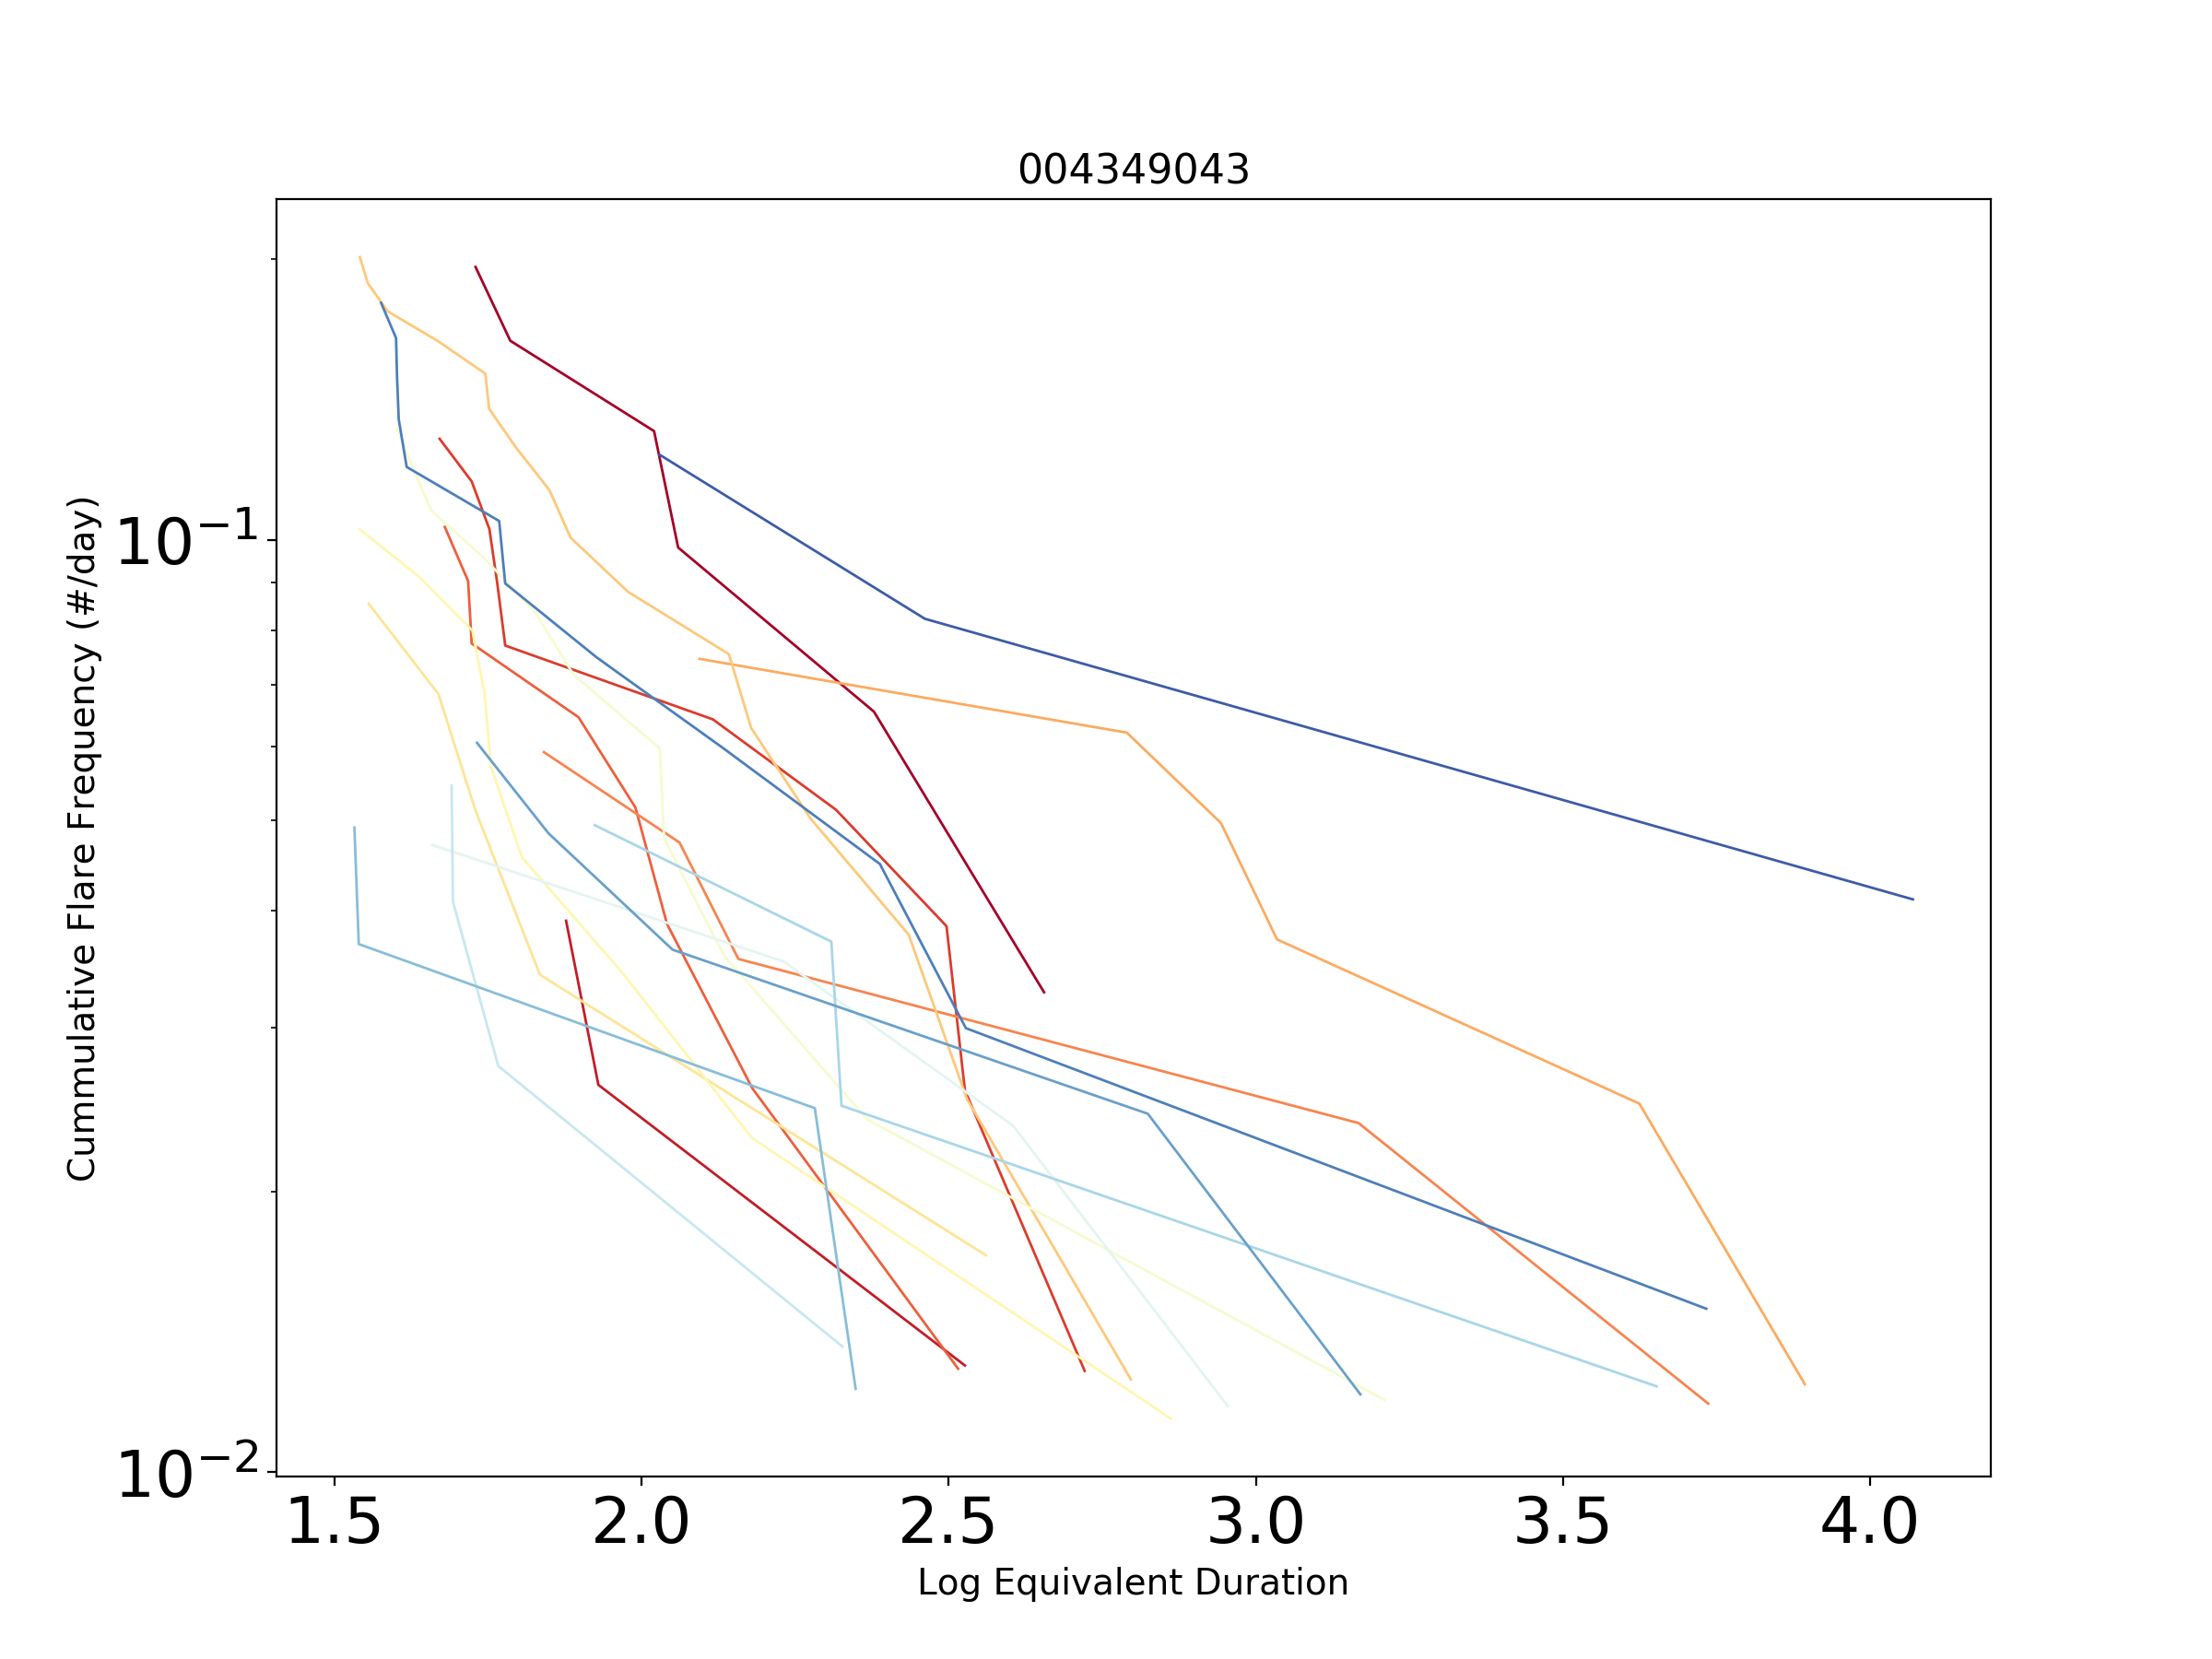 004349043
Cummulative Flare Frequency (#/day)
10⁻¹
10⁻²
1.5 2.0 2.5 3.0 3.5 4.0
Log Equivalent Duration